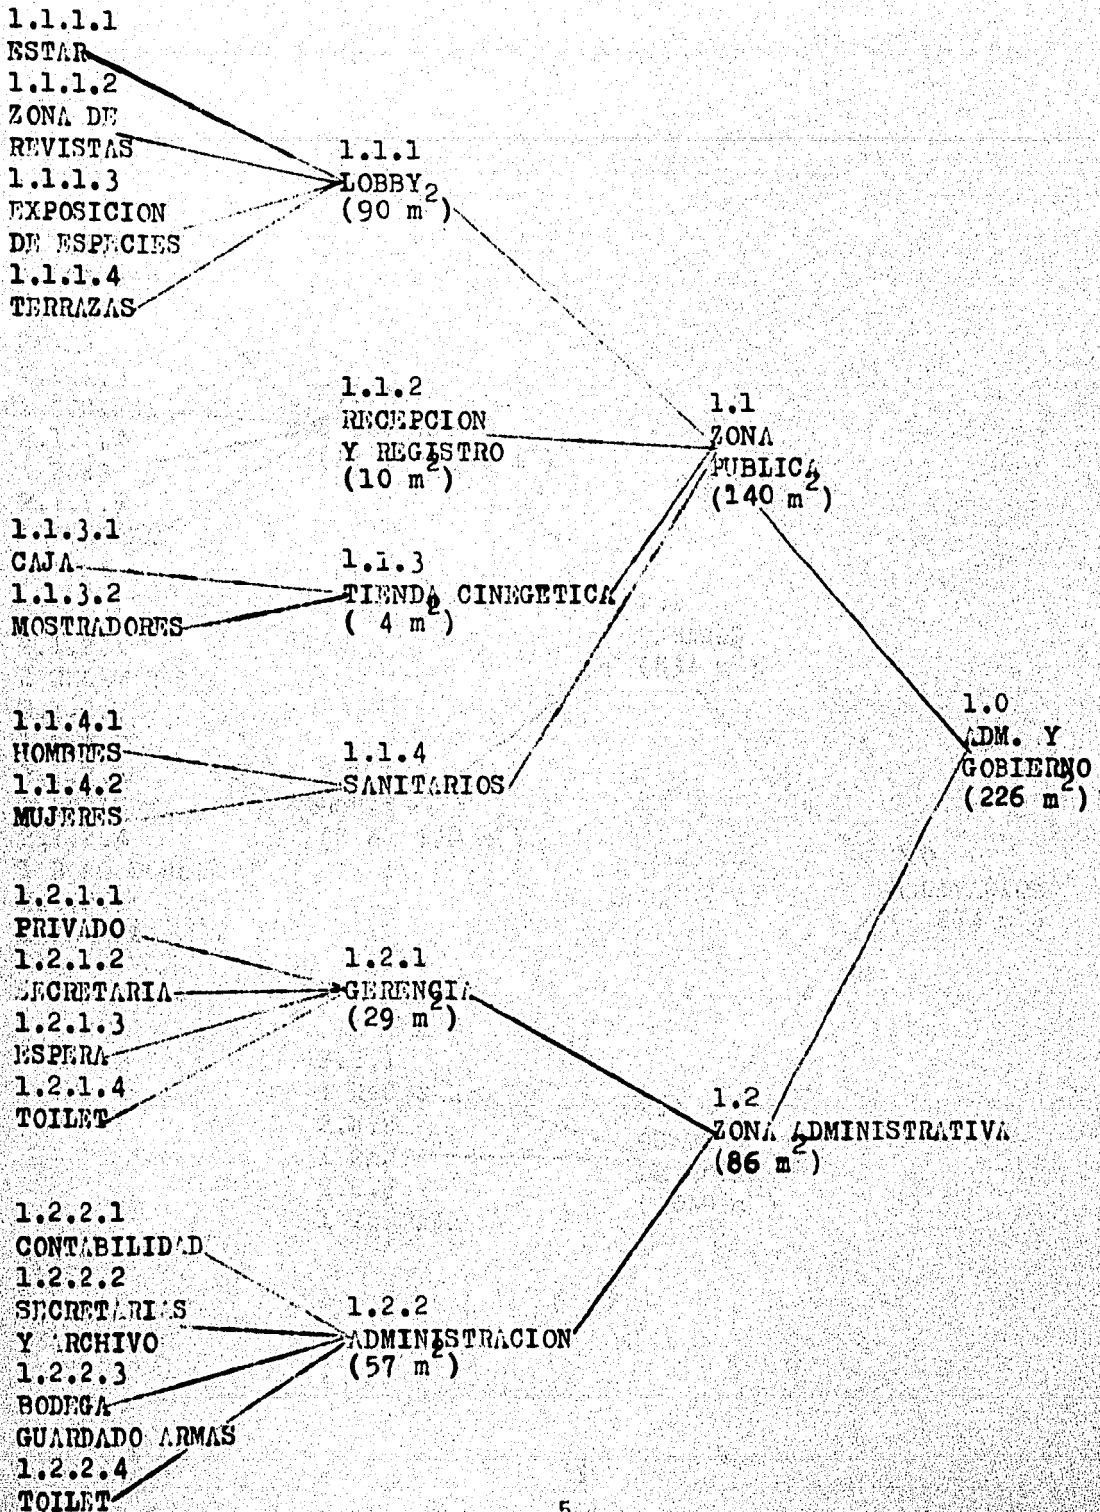 1.1.1.1
ESTAR
1.1.1.2
ZONA DE
REVISTAS
1.1.1.3
EXPOSICION
DE ESPECIES
1.1.1.4
TERRAZAS
1.1.1
LOBBY
(90 m²)
1.1.2
RECEPCION
Y REGISTRO
(10 m²)
1.1.3.1
CAJA
1.1.3.2
MOSTRADORES
1.1.3
TIENDA CINEGETICA
( 4 m²)
1.1.4.1
HOMBRES
1.1.4.2
MUJERES
1.1.4
SANITARIOS
1.1
ZONA
PUBLICA
(140 m²)
1.0
ADM. Y
GOBIERNO
(226 m²)
1.2.1.1
PRIVADO
1.2.1.2
SECRETARIA
1.2.1.3
ESPERA
1.2.1.4
TOILET
1.2.1
GERENCIA
(29 m²)
1.2
ZONA ADMINISTRATIVA
(86 m²)
1.2.2.1
CONTABILIDAD
1.2.2.2
SECRETARIAS
Y ARCHIVO
1.2.2.3
BODEGA
GUARDADO ARMAS
1.2.2.4
TOILET
1.2.2
ADMINISTRACION
(57 m²)
5